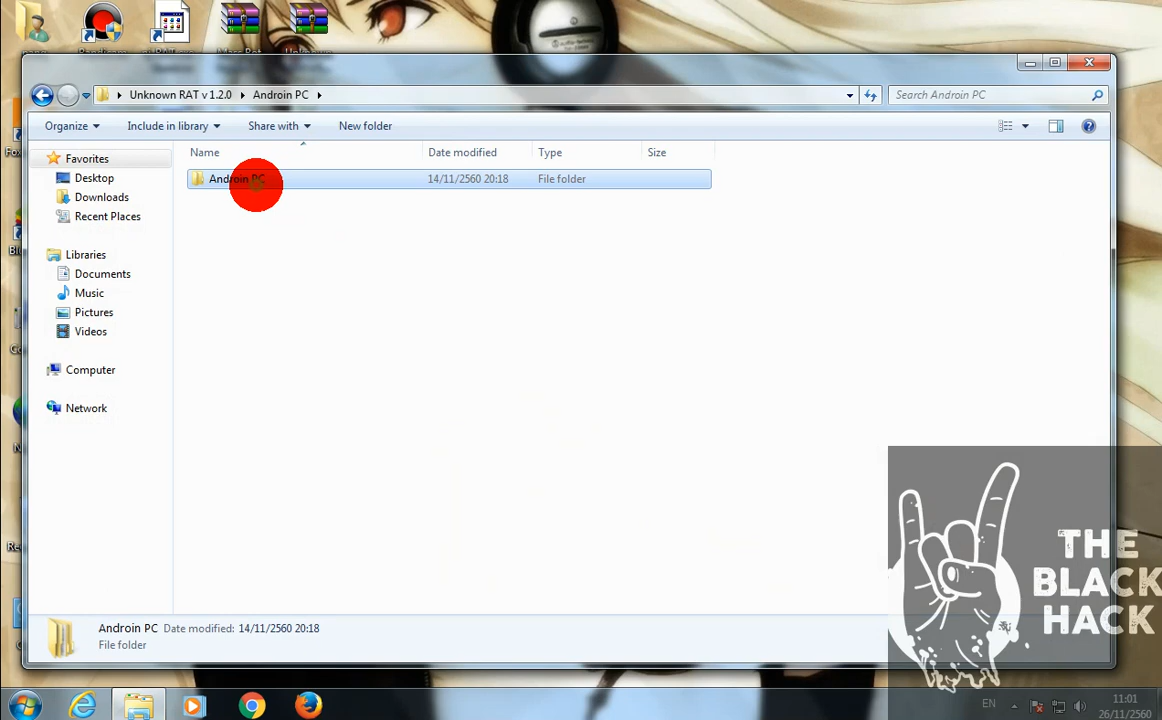 Unknown RAT v 1.2.0 Androin PC
Search Androin PC
Organize
Include in library
Share with
New folder
Name
Date modified
Type
Size
Favorites
Androin PC
14/11/2560 20:18
File folder
Desktop
Downloads
Recent Places
Libraries
Documents
Music
Pictures
Videos
Computer
Network
THE
BLACK
HACK
Androin PC Date modified: 14/11/2560 20:18
File folder
EN
11:01
26/11/2560